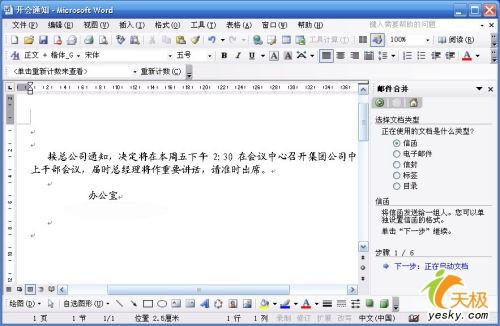 开会通知 - Microsoft Word
文件(F) 编辑(E) 视图(V) 插入(I) 格式(O) 工具(T) 表格(A) 窗口(W) 帮助(H) 键入需要帮助的问题
工具计算(I) 100% 阅读(R)
正文 + 楷体_G 宋体 五号 B I U A A
<单击重新计数来查看> 重新计数(C)
邮件合并
选择文档类型
正在使用的文档是什么类型?
信函
电子邮件
信封
标签
目录
信函
将信函发送给一组人。您可以单
独设置信函的格式。
单击“下一步”继续。
步骤 1 / 6
下一步: 正在启动文档
按总公司通知,决定将在本周五下午 2:30 在会议中心召开集团公司中
上干部会议,届时总经理将作重要讲话,请准时出席。
办公室
绘图(D) 自选图形(U)
1 页 1 节 1/1 位置 2.5厘米 1 行 1 列 录制 修订 扩展 改写 中文(中国)
天极
yesky.com